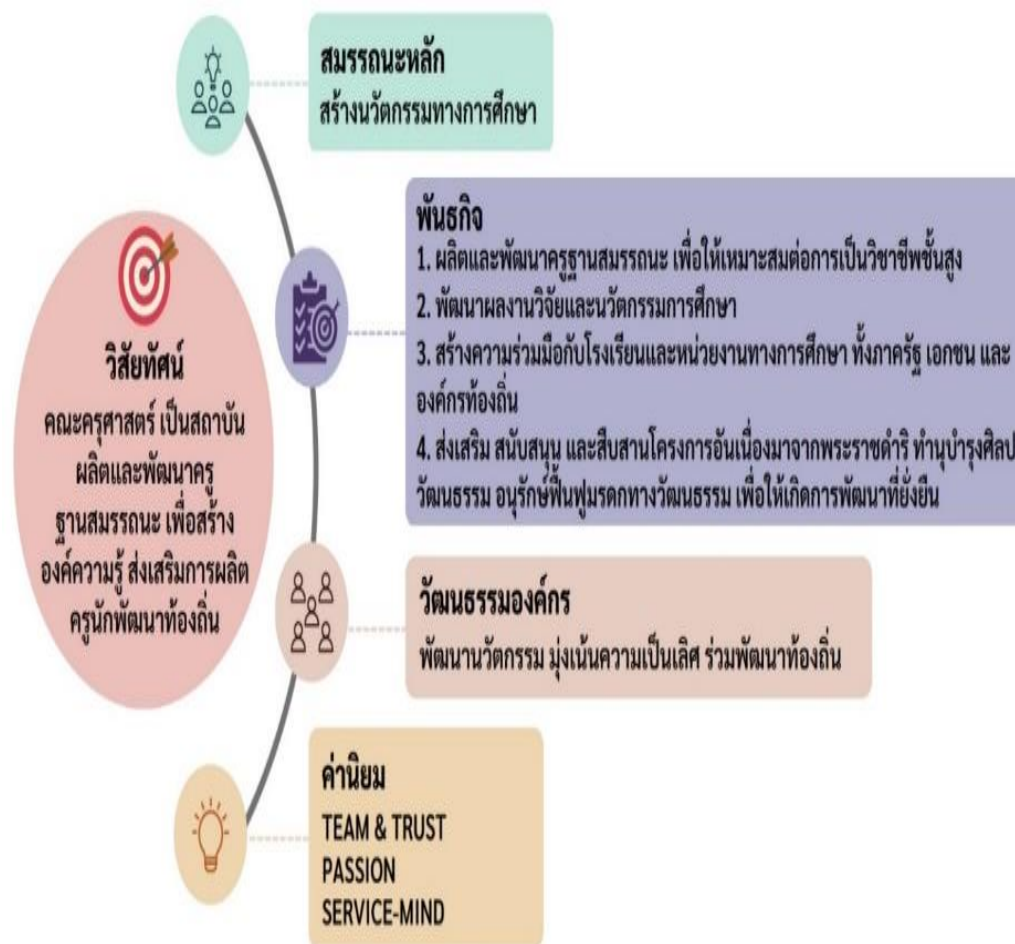 สมรรถนะหลัก
สร้างนวัตกรรมทางการศึกษา
วิสัยทัศน์
คณะครุศาสตร์ เป็นสถาบัน
ผลิตและพัฒนาครู
ฐานสมรรถนะ เพื่อสร้าง
องค์ความรู้ ส่งเสริมการผลิต
ครูนักพัฒนาท้องถิ่น
พันธกิจ
1. ผลิตและพัฒนาครูฐานสมรรถนะ เพื่อให้เหมาะสมต่อการเป็นวิชาชีพชั้นสูง
2. พัฒนาผลงานวิจัยและนวัตกรรมการศึกษา
3. สร้างความร่วมมือกับโรงเรียนและหน่วยงานทางการศึกษา ทั้งภาครัฐ เอกชน และ
องค์กรท้องถิ่น
4. ส่งเสริม สนับสนุน และสืบสานโครงการอันเนื่องมาจากพระราชดำริ ทำนุบำรุงศิลป
วัฒนธรรม อนุรักษ์ฟื้นฟูมรดกทางวัฒนธรรม เพื่อให้เกิดการพัฒนาที่ยั่งยืน
วัฒนธรรมองค์กร
พัฒนานวัตกรรม มุ่งเน้นความเป็นเลิศ ร่วมพัฒนาท้องถิ่น
ค่านิยม
TEAM & TRUST
PASSION
SERVICE-MIND